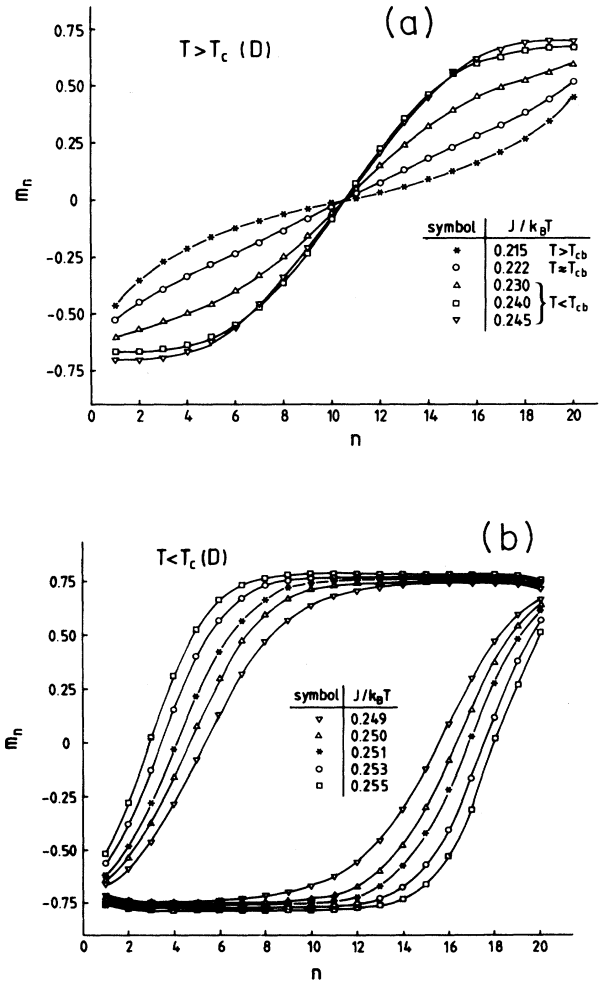 (a)
T > T_c (D)
0.75
0.50
0.25
0
-0.25
-0.50
-0.75
m_n
symbol J / k_BT
* 0.215 T > T_cb
○ 0.222 T ≈ T_cb
△ 0.230
□ 0.240 } T < T_cb
▽ 0.245
0 2 4 6 8 10 12 14 16 18 20
n
(b)
T < T_c (D)
0.75
0.50
0.25
0
-0.25
-0.50
-0.75
m_n
symbol J / k_BT
▽ 0.249
△ 0.250
* 0.251
○ 0.253
□ 0.255
0 2 4 6 8 10 12 14 16 18 20
n